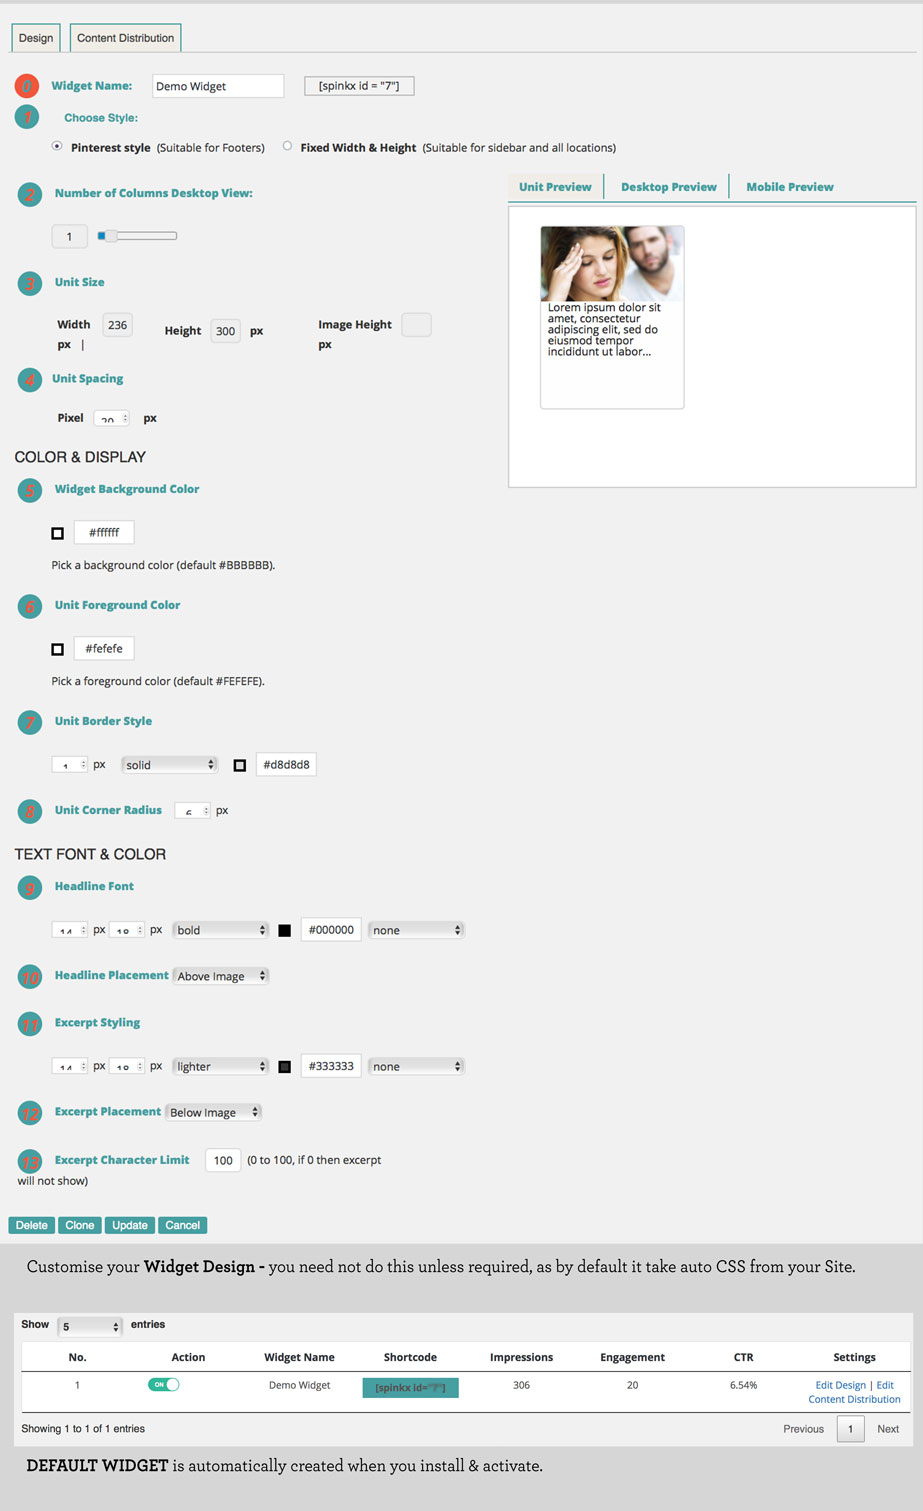 Design Content Distribution
0 Widget Name: Demo Widget [spinkx id = "7"]
1 Choose Style:
Pinterest style (Suitable for Footers) Fixed Width & Height (Suitable for sidebar and all locations)
Unit Preview Desktop Preview Mobile Preview
2 Number of Columns Desktop View:
1
Lorem ipsum dolor sit
amet, consectetur
adipiscing elit, sed do
eiusmod tempor
incididunt ut labor...
3 Unit Size
Width 236 Height 300 px Image Height
px | px
4 Unit Spacing
Pixel 20 px
COLOR & DISPLAY
5 Widget Background Color
#ffffff
Pick a background color (default #BBBBBB).
6 Unit Foreground Color
#fefefe
Pick a foreground color (default #FEFEFE).
7 Unit Border Style
1 px solid #d8d8d8
8 Unit Corner Radius 6 px
TEXT FONT & COLOR
9 Headline Font
14 px 18 px bold #000000 none
10 Headline Placement Above Image
11 Excerpt Styling
14 px 18 px lighter #333333 none
12 Excerpt Placement Below Image
13 Excerpt Character Limit 100 (0 to 100, if 0 then excerpt
will not show)
Delete Clone Update Cancel
Customise your Widget Design - you need not do this unless required, as by default it take auto CSS from your Site.
Show 5 entries
No. Action Widget Name Shortcode Impressions Engagement CTR Settings
1 ON Demo Widget [spinkx id="7"] 306 20 6.54% Edit Design | Edit
Content Distribution
Showing 1 to 1 of 1 entries Previous 1 Next
DEFAULT WIDGET is automatically created when you install & activate.